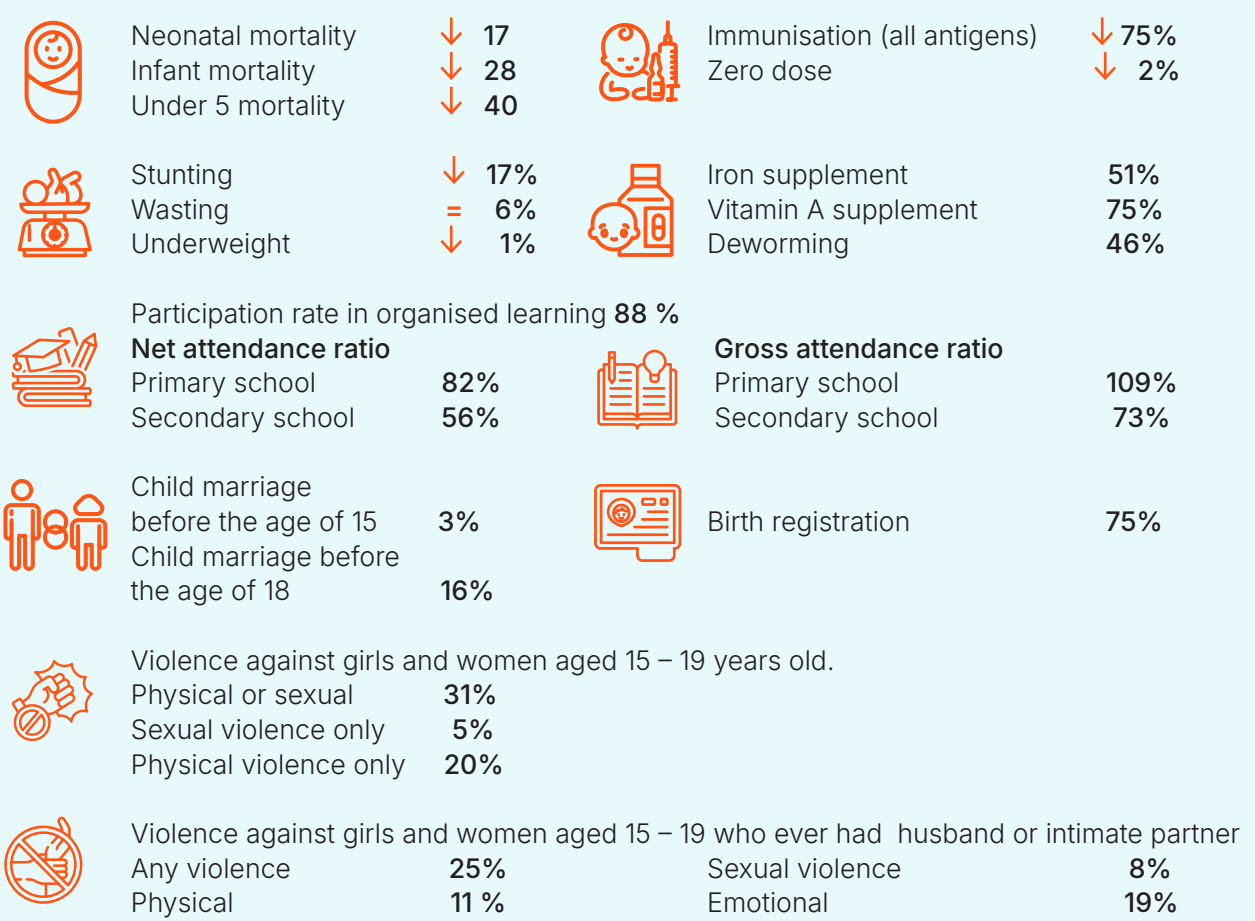 Neonatal mortality ↓ 17
Infant mortality ↓ 28
Under 5 mortality ↓ 40
Immunisation (all antigens) ↓ 75%
Zero dose ↓ 2%
Stunting ↓ 17%
Wasting = 6%
Underweight ↓ 1%
Iron supplement 51%
Vitamin A supplement 75%
Deworming 46%
Participation rate in organised learning 88 %
Net attendance ratio
Primary school 82%
Secondary school 56%
Gross attendance ratio
Primary school 109%
Secondary school 73%
Child marriage
before the age of 15 3%
Child marriage before
the age of 18 16%
Birth registration 75%
Violence against girls and women aged 15 – 19 years old.
Physical or sexual 31%
Sexual violence only 5%
Physical violence only 20%
Violence against girls and women aged 15 – 19 who ever had husband or intimate partner
Any violence 25%
Physical 11 %
Sexual violence 8%
Emotional 19%